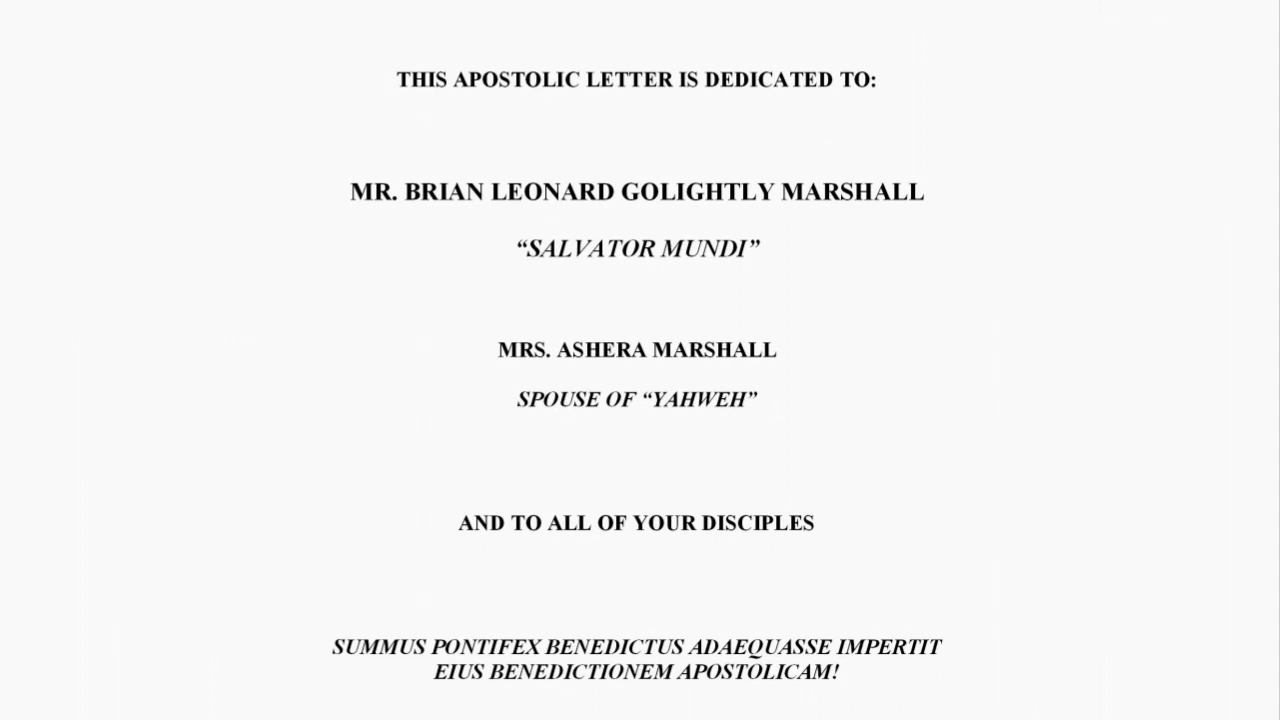 THIS APOSTOLIC LETTER IS DEDICATED TO:
MR. BRIAN LEONARD GOLIGHTLY MARSHALL
“SALVATOR MUNDI”
MRS. ASHERA MARSHALL
SPOUSE OF “YAHWEH”
AND TO ALL OF YOUR DISCIPLES
SUMMUS PONTIFEX BENEDICTUS ADAEQUASSE IMPERTIT
EIUS BENEDICTIONEM APOSTOLICAM!